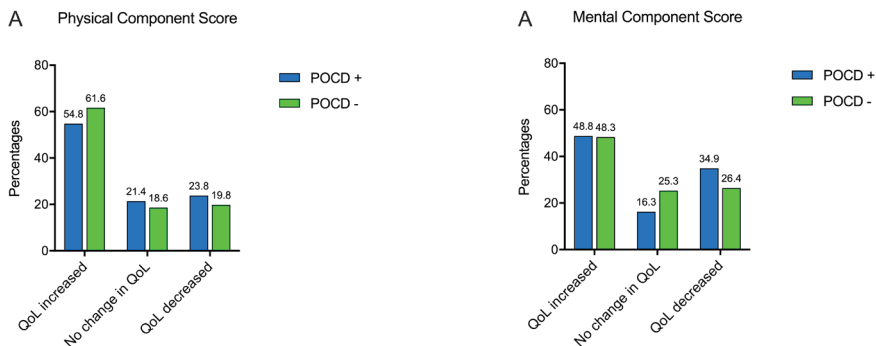 A Physical Component Score
80
60
40
20
0
Percentages
54.8
61.6
21.4
18.6
23.8
19.8
QoL increased
No change in QoL
QoL decreased
POCD +
POCD -
A Mental Component Score
80
60
40
20
0
Percentages
48.8
48.3
16.3
25.3
34.9
26.4
QoL increased
No change in QoL
QoL decreased
POCD +
POCD -